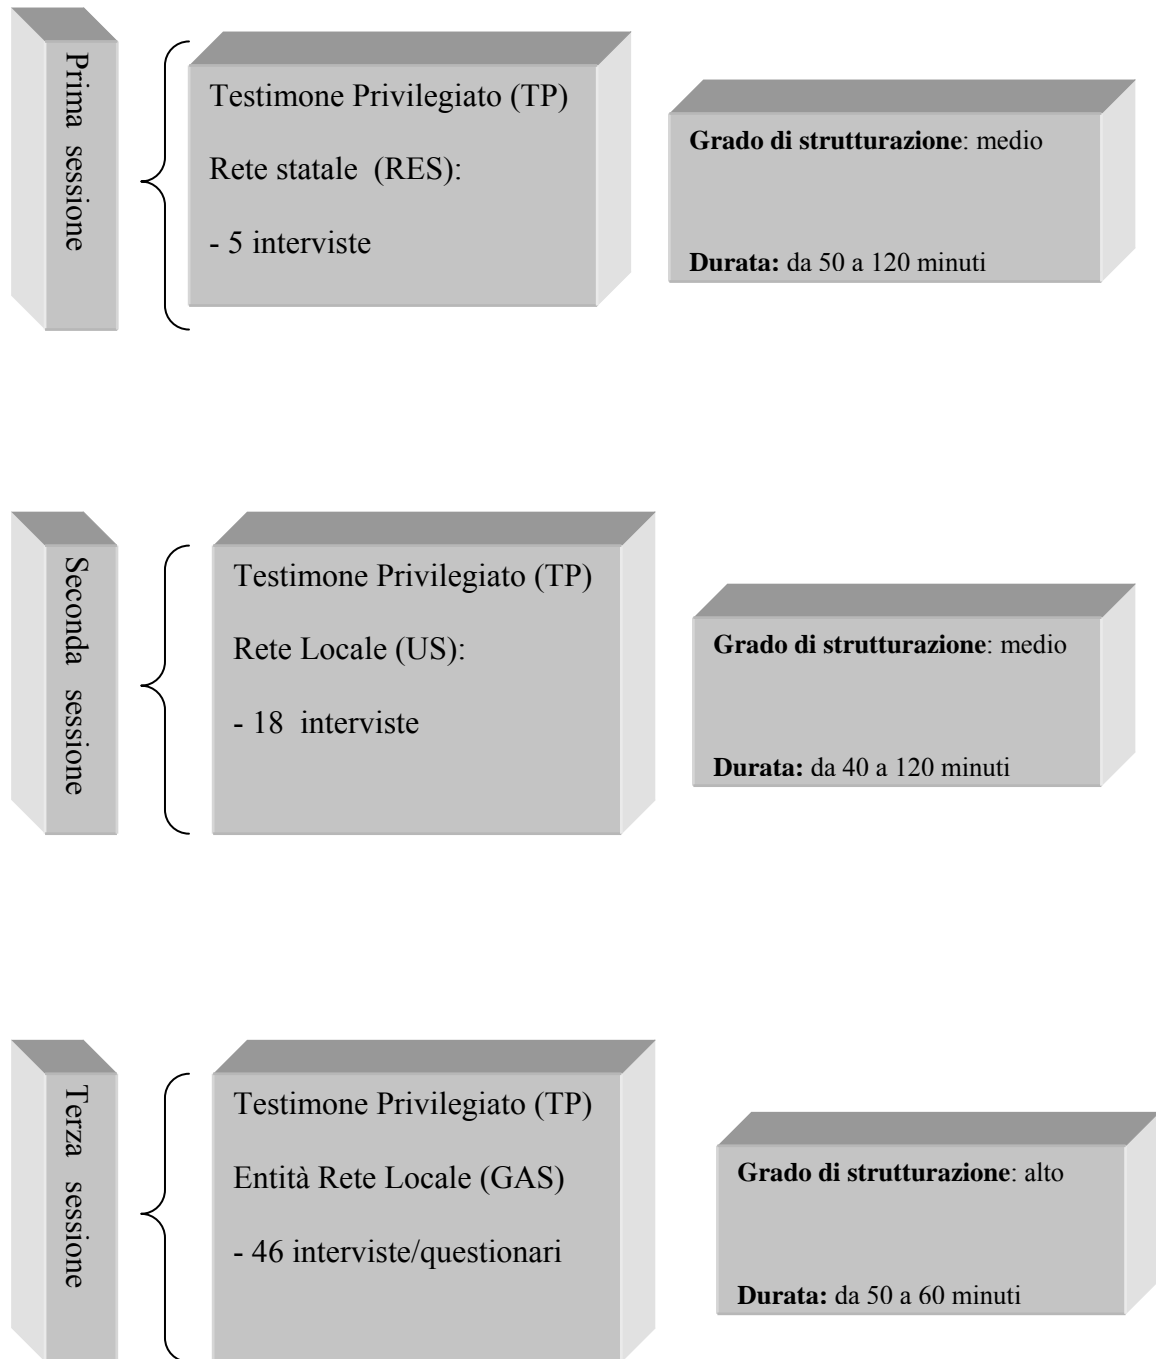 Prima sessione
Testimone Privilegiato (TP)
Rete statale (RES):
- 5 interviste
Grado di strutturazione: medio
Durata: da 50 a 120 minuti
Seconda sessione
Testimone Privilegiato (TP)
Rete Locale (US):
- 18 interviste
Grado di strutturazione: medio
Durata: da 40 a 120 minuti
Terza sessione
Testimone Privilegiato (TP)
Entità Rete Locale (GAS)
- 46 interviste/questionari
Grado di strutturazione: alto
Durata: da 50 a 60 minuti